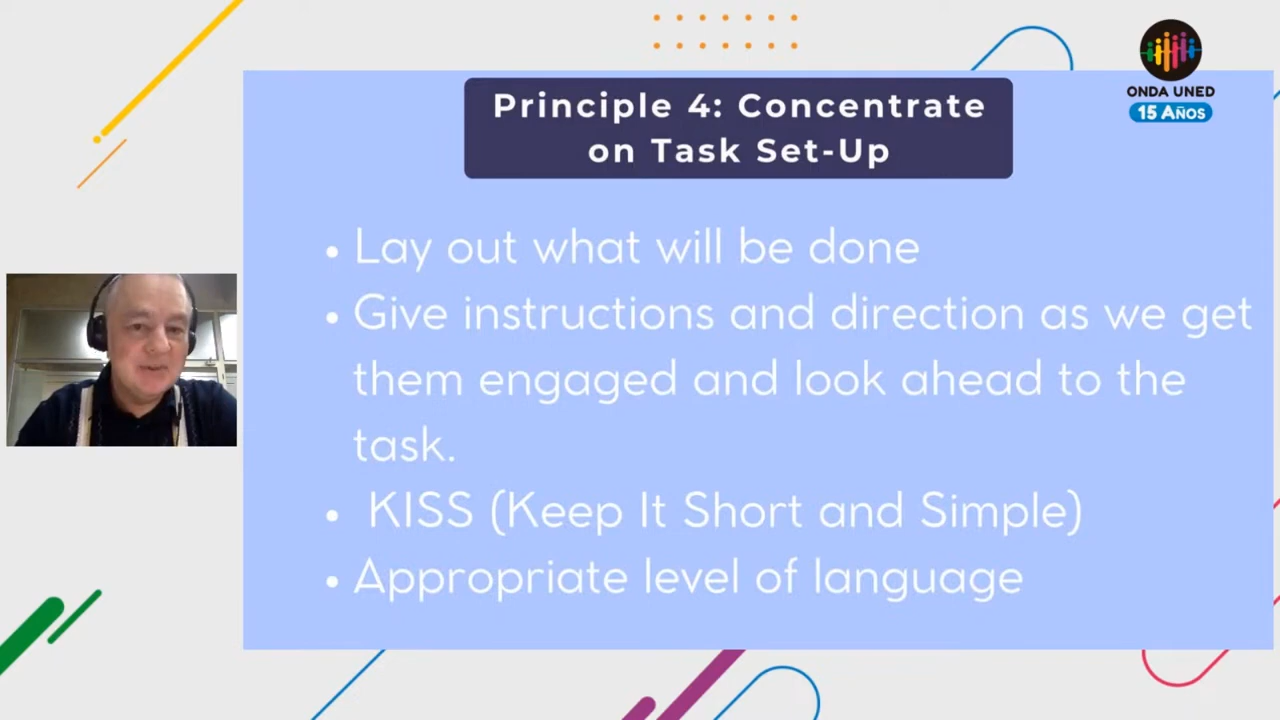 ONDA UNED
15 AÑOS
Principle 4: Concentrate
on Task Set-Up
• Lay out what will be done
• Give instructions and direction as we get
them engaged and look ahead to the
task.
• KISS (Keep It Short and Simple)
• Appropriate level of language